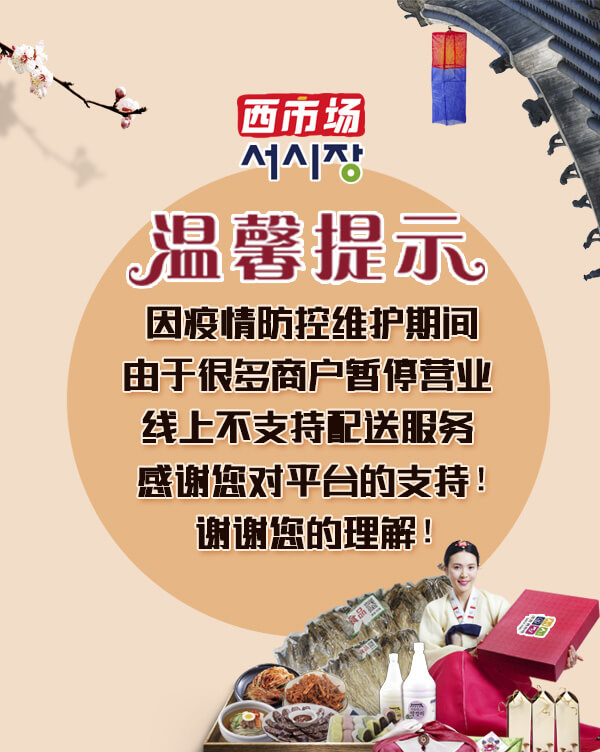 西市场
서시장
温馨提示
因疫情防控维护期间
由于很多商户暂停营业
线上不支持配送服务
感谢您对平台的支持！
谢谢您的理解！